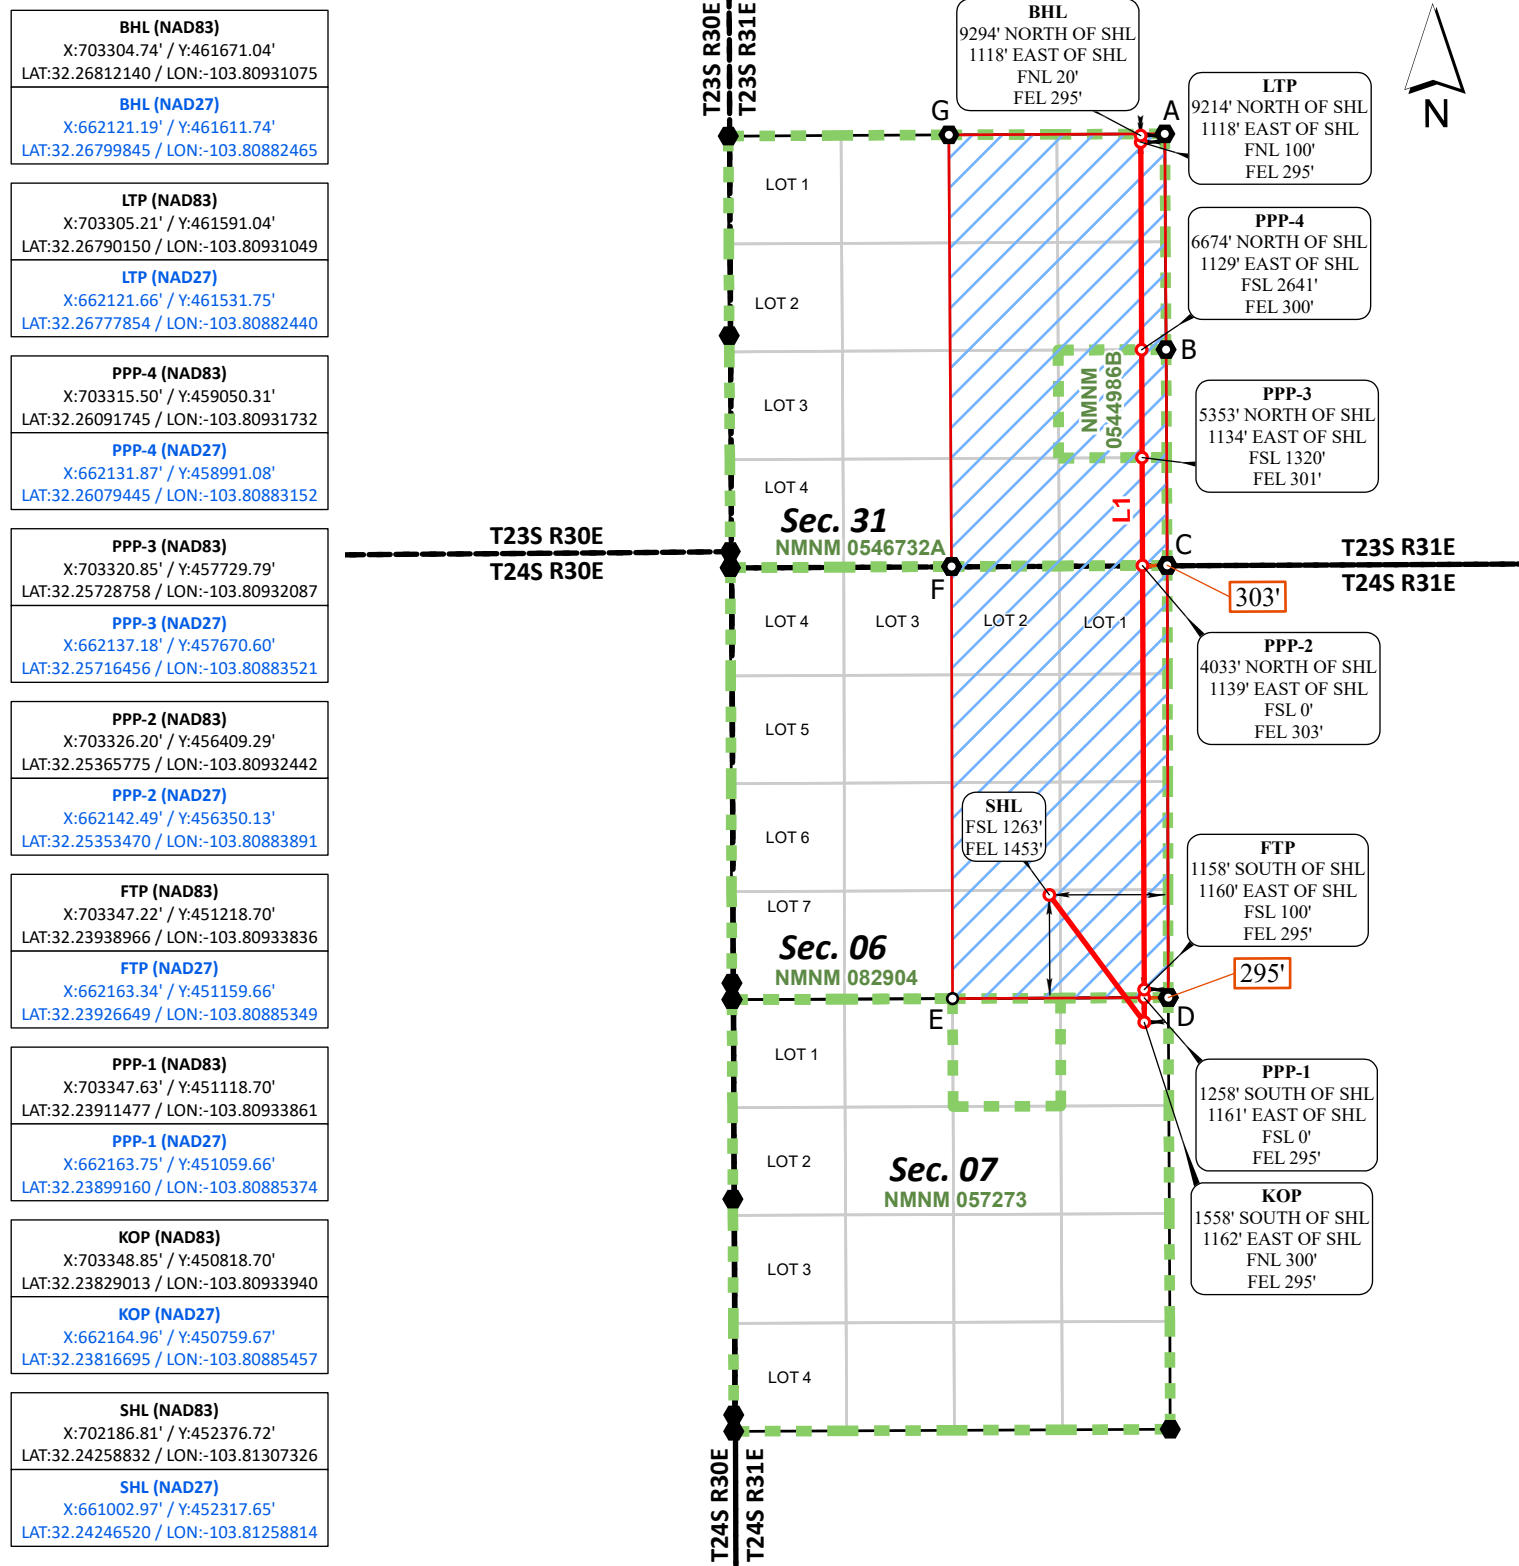 BHL (NAD83)
X:703304.74' / Y:461671.04'
LAT:32.26812140 / LON:-103.80931075
BHL (NAD27)
X:662121.19' / Y:461611.74'
LAT:32.26799845 / LON:-103.80882465
LTP (NAD83)
X:703305.21' / Y:461591.04'
LAT:32.26790150 / LON:-103.80931049
LTP (NAD27)
X:662121.66' / Y:461531.75'
LAT:32.26777854 / LON:-103.80882440
PPP-4 (NAD83)
X:703315.50' / Y:459050.31'
LAT:32.26091745 / LON:-103.80931732
PPP-4 (NAD27)
X:662131.87' / Y:458991.08'
LAT:32.26079445 / LON:-103.80883152
PPP-3 (NAD83)
X:703320.85' / Y:457729.79'
LAT:32.25728758 / LON:-103.80932087
PPP-3 (NAD27)
X:662137.18' / Y:457670.60'
LAT:32.25716456 / LON:-103.80883521
PPP-2 (NAD83)
X:703326.20' / Y:456409.29'
LAT:32.25365775 / LON:-103.80932442
PPP-2 (NAD27)
X:662142.49' / Y:456350.13'
LAT:32.25353470 / LON:-103.80883891
FTP (NAD83)
X:703347.22' / Y:451218.70'
LAT:32.23938966 / LON:-103.80933836
FTP (NAD27)
X:662163.34' / Y:451159.66'
LAT:32.23926649 / LON:-103.80885349
PPP-1 (NAD83)
X:703347.63' / Y:451118.70'
LAT:32.23911477 / LON:-103.80933861
PPP-1 (NAD27)
X:662163.75' / Y:451059.66'
LAT:32.23899160 / LON:-103.80885374
KOP (NAD83)
X:703348.85' / Y:450818.70'
LAT:32.23829013 / LON:-103.80933940
KOP (NAD27)
X:662164.96' / Y:450759.67'
LAT:32.23816695 / LON:-103.80885457
SHL (NAD83)
X:702186.81' / Y:452376.72'
LAT:32.24258832 / LON:-103.81307326
SHL (NAD27)
X:661002.97' / Y:452317.65'
LAT:32.24246520 / LON:-103.81258814
T23S R30E
T23S R31E
BHL
9294' NORTH OF SHL
1118' EAST OF SHL
FNL 20'
FEL 295'
N
G
A
LTP
9214' NORTH OF SHL
1118' EAST OF SHL
FNL 100'
FEL 295'
LOT 1
PPP-4
6674' NORTH OF SHL
1129' EAST OF SHL
FSL 2641'
FEL 300'
LOT 2
B
NMNM
0544986B
LOT 3
PPP-3
5353' NORTH OF SHL
1134' EAST OF SHL
FSL 1320'
FEL 301'
LOT 4
L1
Sec. 31
NMNM 0546732A
T23S R30E
T24S R30E
C
T23S R31E
T24S R31E
F
303'
LOT 4
LOT 3
LOT 2
LOT 1
PPP-2
4033' NORTH OF SHL
1139' EAST OF SHL
FSL 0'
FEL 303'
LOT 5
SHL
FSL 1263'
FEL 1453'
LOT 6
FTP
1158' SOUTH OF SHL
1160' EAST OF SHL
FSL 100'
FEL 295'
LOT 7
Sec. 06
NMNM 082904
295'
E
D
LOT 1
PPP-1
1258' SOUTH OF SHL
1161' EAST OF SHL
FSL 0'
FEL 295'
LOT 2
Sec. 07
NMNM 057273
KOP
1558' SOUTH OF SHL
1162' EAST OF SHL
FNL 300'
FEL 295'
LOT 3
LOT 4
T24S R30E
T24S R31E